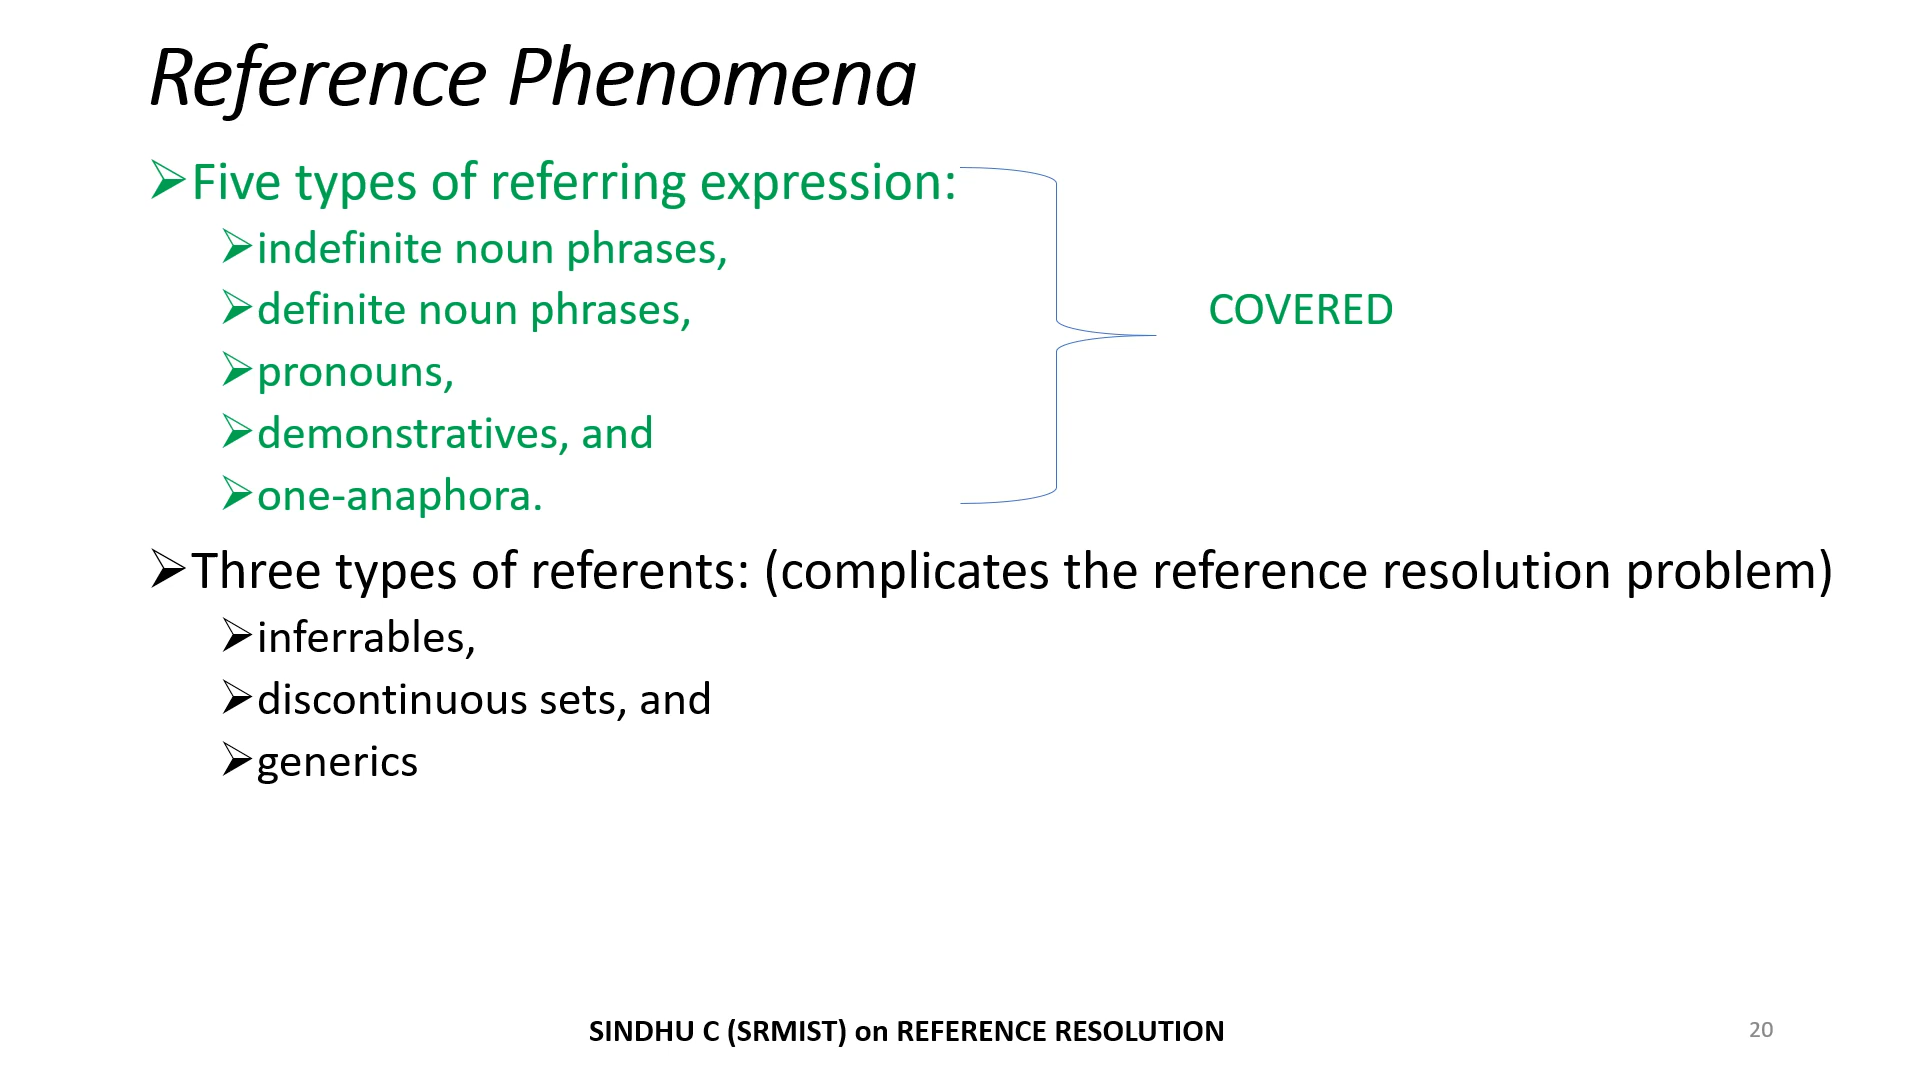 Reference Phenomena
Five types of referring expression:
indefinite noun phrases,
definite noun phrases,
COVERED
pronouns,
demonstratives, and
one-anaphora.
Three types of referents: (complicates the reference resolution problem)
inferrables,
discontinuous sets, and
generics
SINDHU C (SRMIST) on REFERENCE RESOLUTION
20